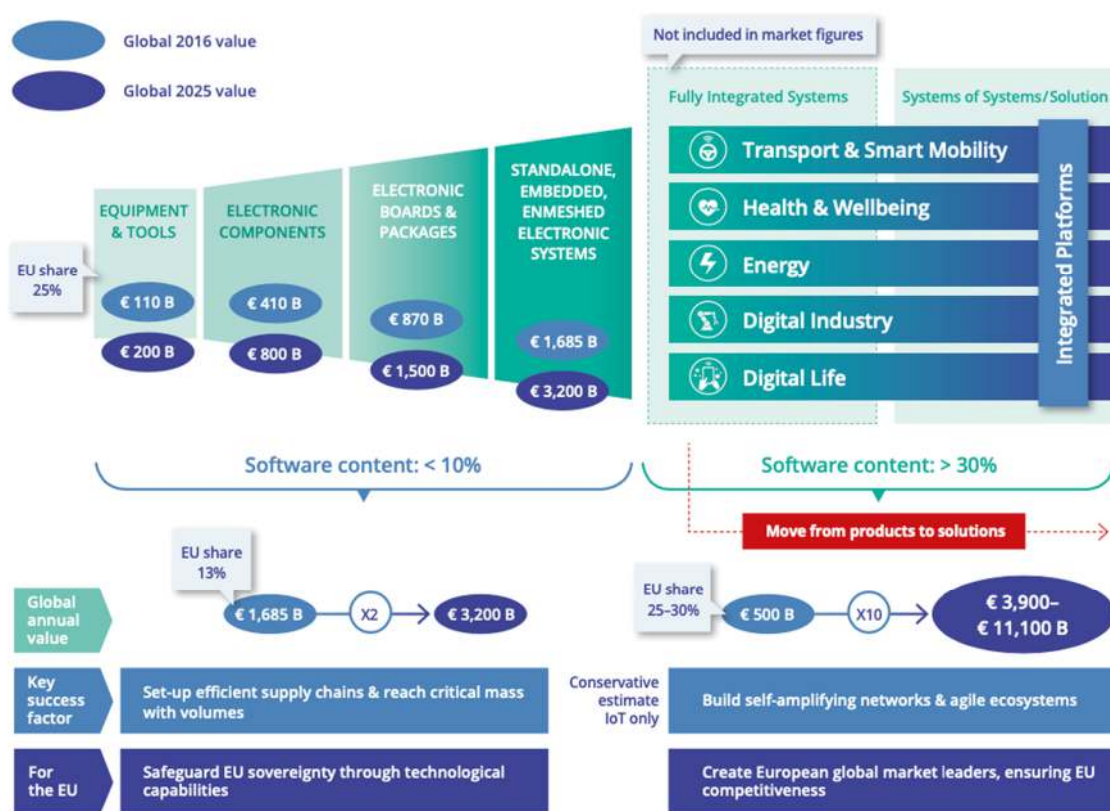 Global 2016 value
Global 2025 value
Not included in market figures
Fully Integrated Systems
Systems of Systems/Solution
EQUIPMENT
& TOOLS
ELECTRONIC
COMPONENTS
ELECTRONIC
BOARDS &
PACKAGES
STANDALONE,
EMBEDDED,
ENMESHED
ELECTRONIC
SYSTEMS
EU share
25%
€ 110 B
€ 200 B
€ 410 B
€ 800 B
€ 870 B
€ 1,500 B
€ 1,685 B
€ 3,200 B
Transport & Smart Mobility
Health & Wellbeing
Energy
Digital Industry
Digital Life
Integrated Platforms
Software content: < 10%
Software content: > 30%
Move from products to solutions
Global
annual
value
EU share
13%
€ 1,685 B
X2
€ 3,200 B
EU share
25–30%
€ 500 B
X10
€ 3,900–
€ 11,100 B
Key
success
factor
Set-up efficient supply chains & reach critical mass
with volumes
Conservative
estimate
IoT only
Build self-amplifying networks & agile ecosystems
For
the EU
Safeguard EU sovereignty through technological
capabilities
Create European global market leaders, ensuring EU
competitiveness